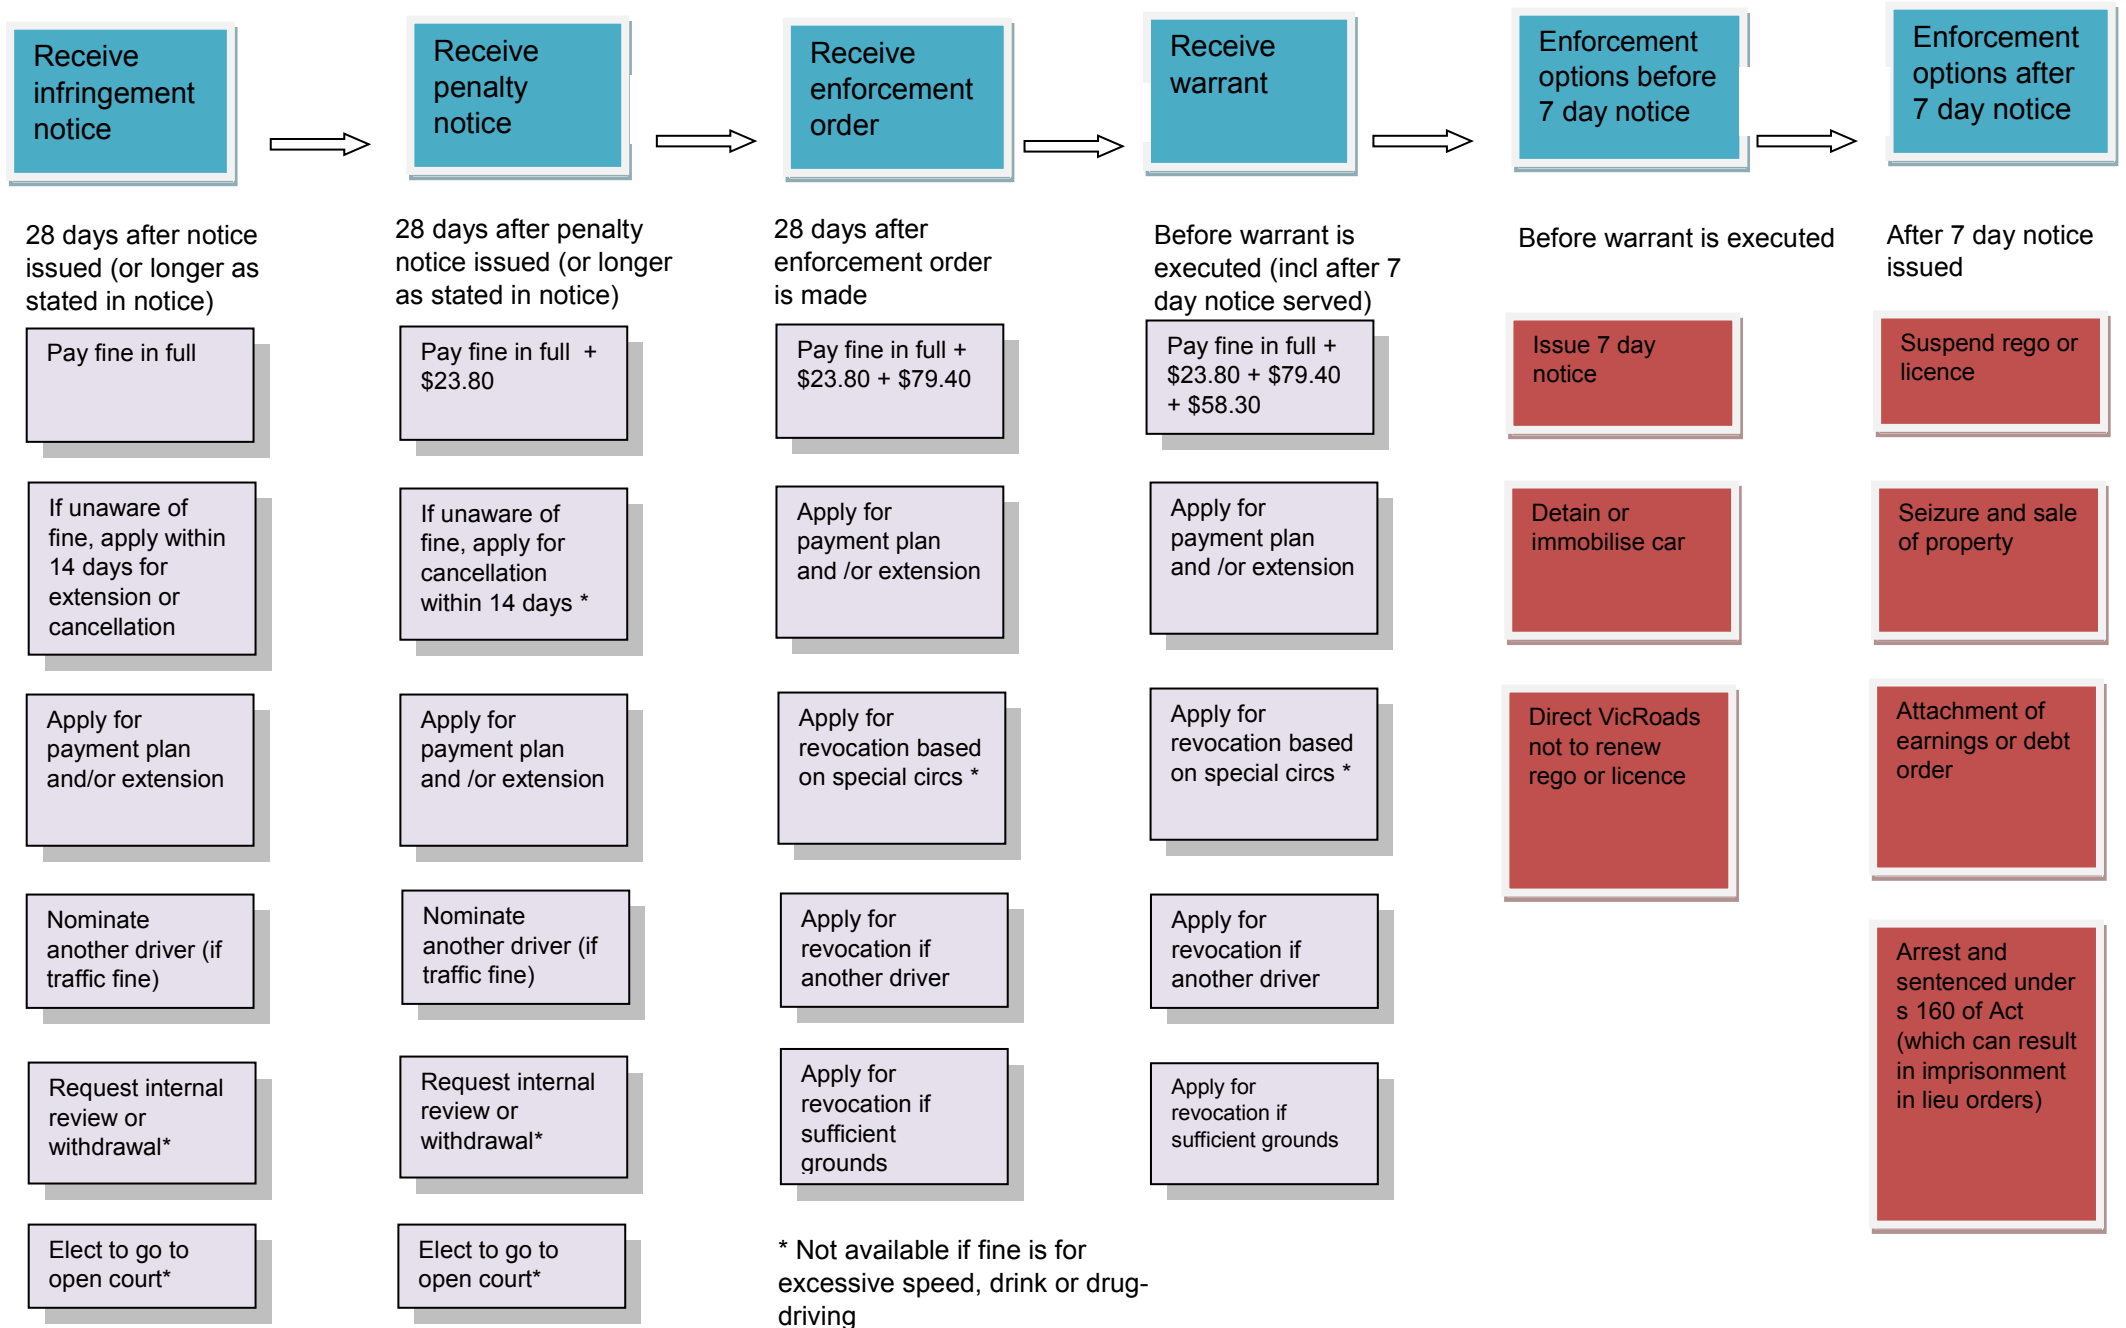 Receive
infringement
notice
Receive
penalty
notice
Receive
enforcement
order
Receive
warrant
Enforcement
options before
7 day notice
Enforcement
options after
7 day notice
28 days after notice
issued (or longer as
stated in notice)
28 days after penalty
notice issued (or longer
as stated in notice)
28 days after
enforcement order
is made
Before warrant is
executed (incl after 7
day notice served)
Before warrant is executed
After 7 day notice
issued
Pay fine in full
Pay fine in full +
$23.80
Pay fine in full +
$23.80 + $79.40
Pay fine in full +
$23.80 + $79.40
+ $58.30
Issue 7 day
notice
Suspend rego or
licence
If unaware of
fine, apply within
14 days for
extension or
cancellation
If unaware of
fine, apply for
cancellation
within 14 days *
Apply for
payment plan
and /or extension
Apply for
payment plan
and /or extension
Detain or
immobilise car
Seizure and sale
of property
Apply for
payment plan
and/or extension
Apply for
payment plan
and /or extension
Apply for
revocation based
on special circs *
Apply for
revocation based
on special circs *
Direct VicRoads
not to renew
rego or licence
Attachment of
earnings or debt
order
Nominate
another driver (if
traffic fine)
Nominate
another driver (if
traffic fine)
Apply for
revocation if
another driver
Apply for
revocation if
another driver
Arrest and
sentenced under
s 160 of Act
(which can result
in imprisonment
in lieu orders)
Request internal
review or
withdrawal*
Request internal
review or
withdrawal*
Apply for
revocation if
sufficient
grounds
Apply for
revocation if
sufficient grounds
Elect to go to
open court*
Elect to go to
open court*
* Not available if fine is for
excessive speed, drink or drug-
driving